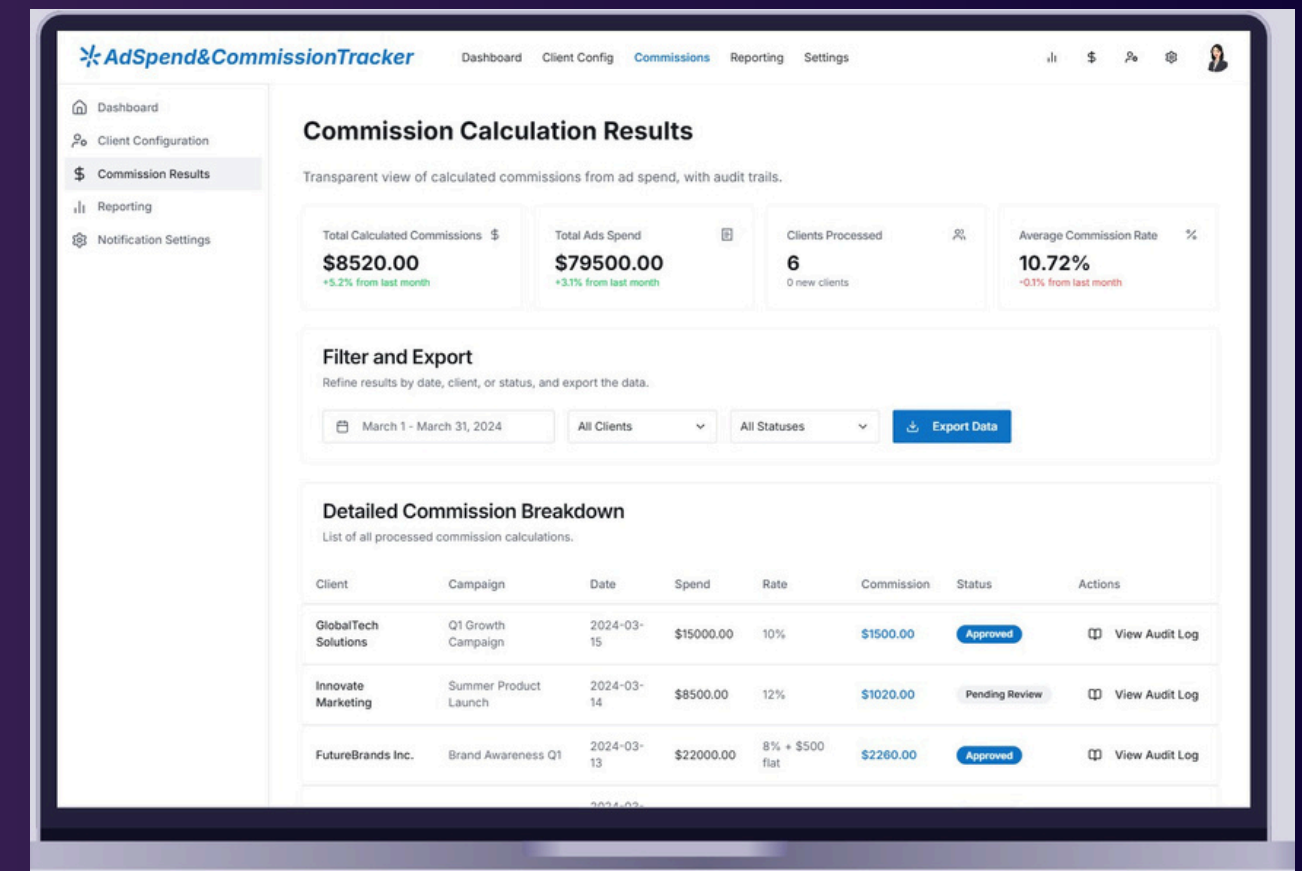 AdSpend&CommissionTracker
Dashboard
Client Config
Commissions
Reporting
Settings
Dashboard
Client Configuration
Commission Results
Reporting
Notification Settings
Commission Calculation Results
Transparent view of calculated commissions from ad spend, with audit trails.
Total Calculated Commissions
$8520.00
+5.2% from last month
Total Ads Spend
$79500.00
+3.1% from last month
Clients Processed
6
0 new clients
Average Commission Rate
10.72%
-0.1% from last month
Filter and Export
Refine results by date, client, or status, and export the data.
March 1 - March 31, 2024
All Clients
All Statuses
Export Data
Detailed Commission Breakdown
List of all processed commission calculations.
Client Campaign Date Spend Rate Commission Status Actions
GlobalTech
Solutions
Q1 Growth
Campaign
2024-03-
15
$15000.00
10%
$1500.00
Approved
View Audit Log
Innovate
Marketing
Summer Product
Launch
2024-03-
14
$8500.00
12%
$1020.00
Pending Review
View Audit Log
FutureBrands Inc.
Brand Awareness Q1
2024-03-
13
$22000.00
8% + $500
flat
$2260.00
Approved
View Audit Log